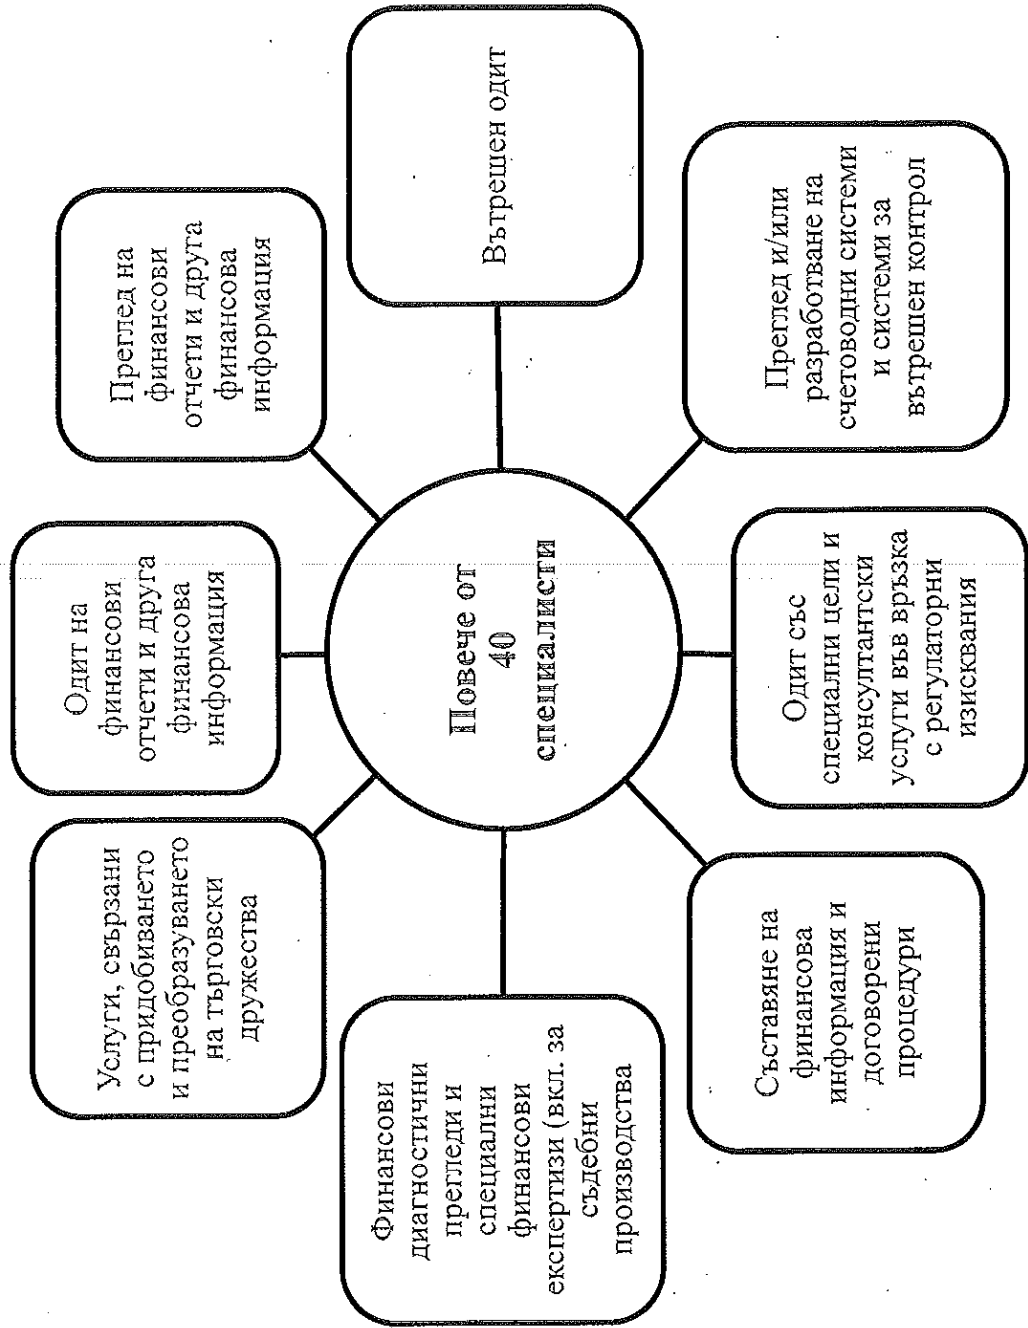 Одит на
финансови
отчети и друга
финансова
информация
Преглед на
финансови
отчети и друга
финансова
информация
Вътрешен одит
Преглед и/или
разработване на
счетоводни системи
и системи за
вътрешен контрол
Одит със
специални цели и
консултантски
услуги във връзка
с регулаторни
изисквания
Съставяне на
финансова
информация и
договорени
процедури
Финансови
диагностични
прегледи и
специални
финансови
експертизи (вкл. за
съдебни
производства
Услуги, свързани
с придобиването
и преобразуването
на търговски
дружества
Повече от
40
специалисти